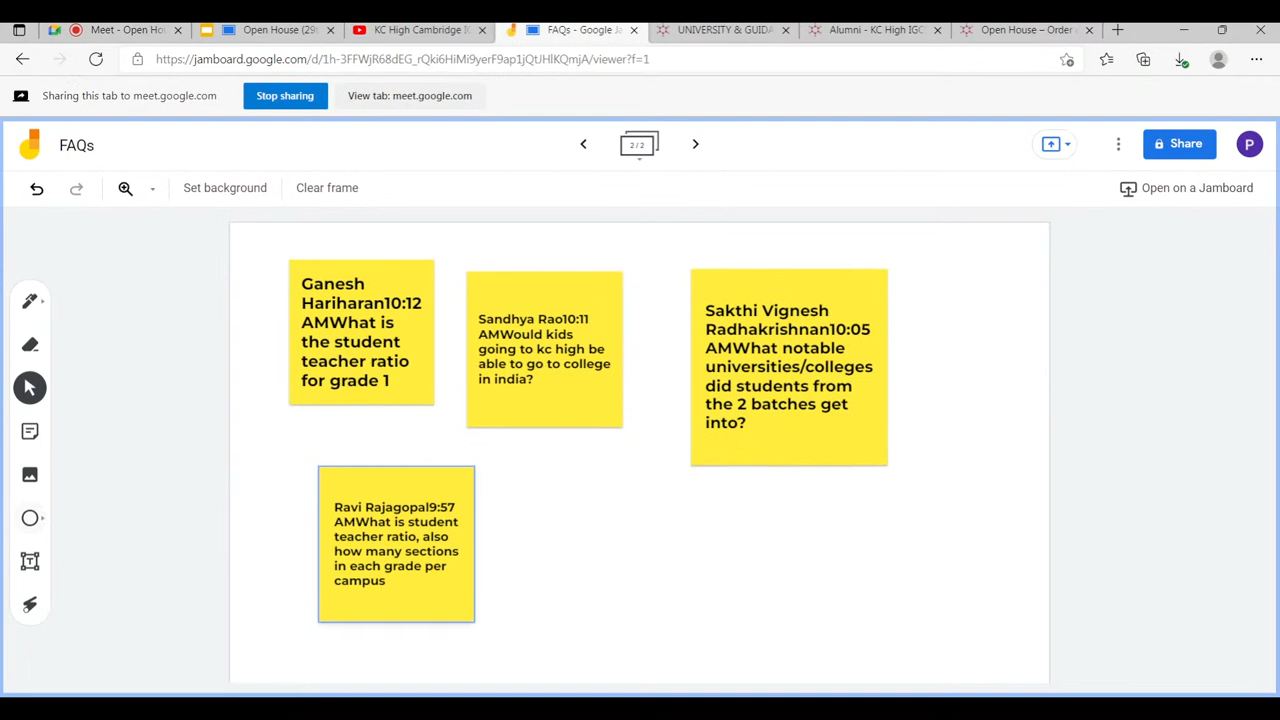 Meet - Open Hou
Open House (29t
KC High Cambridge IG
FAQs - Google Ja
UNIVERSITY & GUIDA
Alumni - KC High IGC
Open House – Order o
https://jamboard.google.com/d/1h-3FFWjR68dEG_rQki6HiMi9yerF9ap1jQtUHlKQmjA/viewer?f=1
Sharing this tab to meet.google.com
Stop sharing
View tab: meet.google.com
FAQs
2 / 2
Share
P
Set background
Clear frame
Open on a Jamboard
Ganesh
Hariharan10:12
AMWhat is
the student
teacher ratio
for grade 1
Sandhya Rao10:11
AMWould kids
going to kc high be
able to go to college
in india?
Sakthi Vignesh
Radhakrishnan10:05
AMWhat notable
universities/colleges
did students from
the 2 batches get
into?
Ravi Rajagopal9:57
AMWhat is student
teacher ratio, also
how many sections
in each grade per
campus